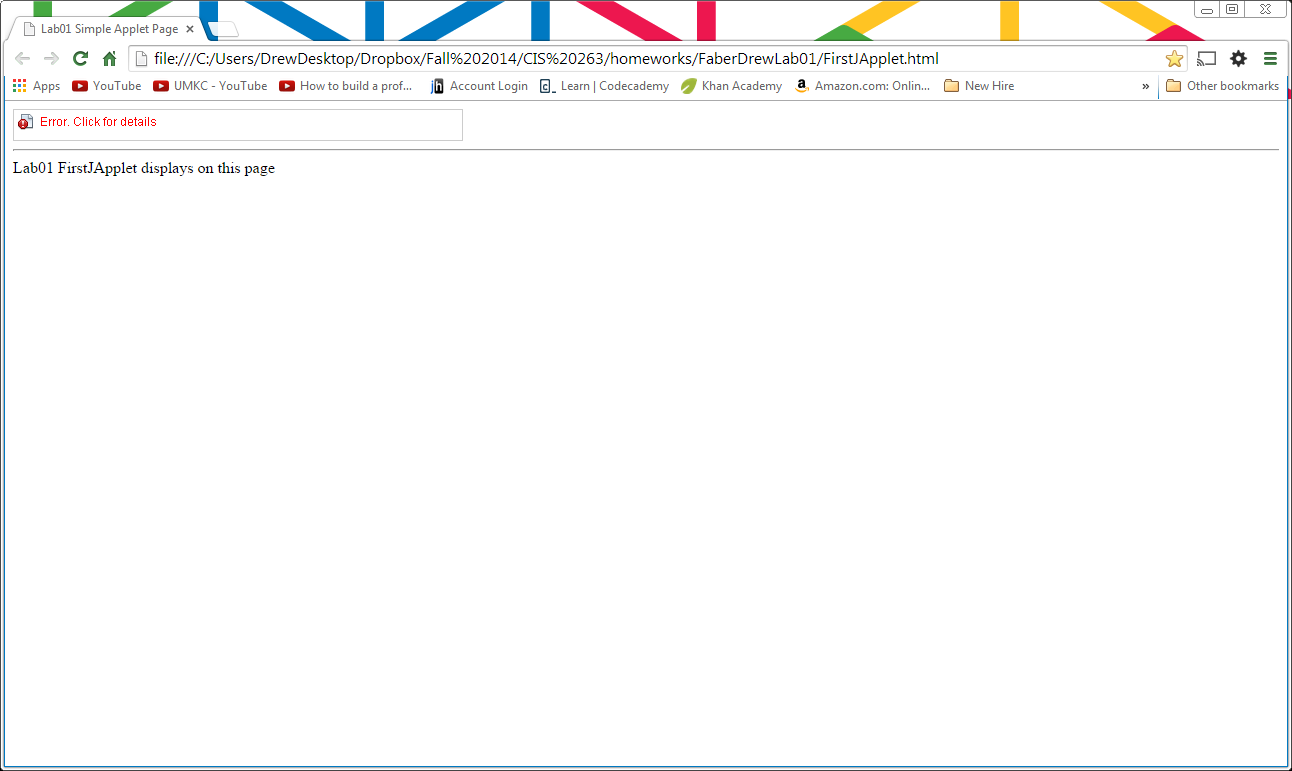 Lab01 Simple Applet Page
file:///C:/Users/DrewDesktop/Dropbox/Fall%202014/CIS%20263/homeworks/FaberDrewLab01/FirstJApplet.html
Apps YouTube UMKC - YouTube How to build a prof... jh Account Login Learn | Codecademy Khan Academy Amazon.com: Onlin... New Hire » Other bookmarks
Error. Click for details
Lab01 FirstJApplet displays on this page